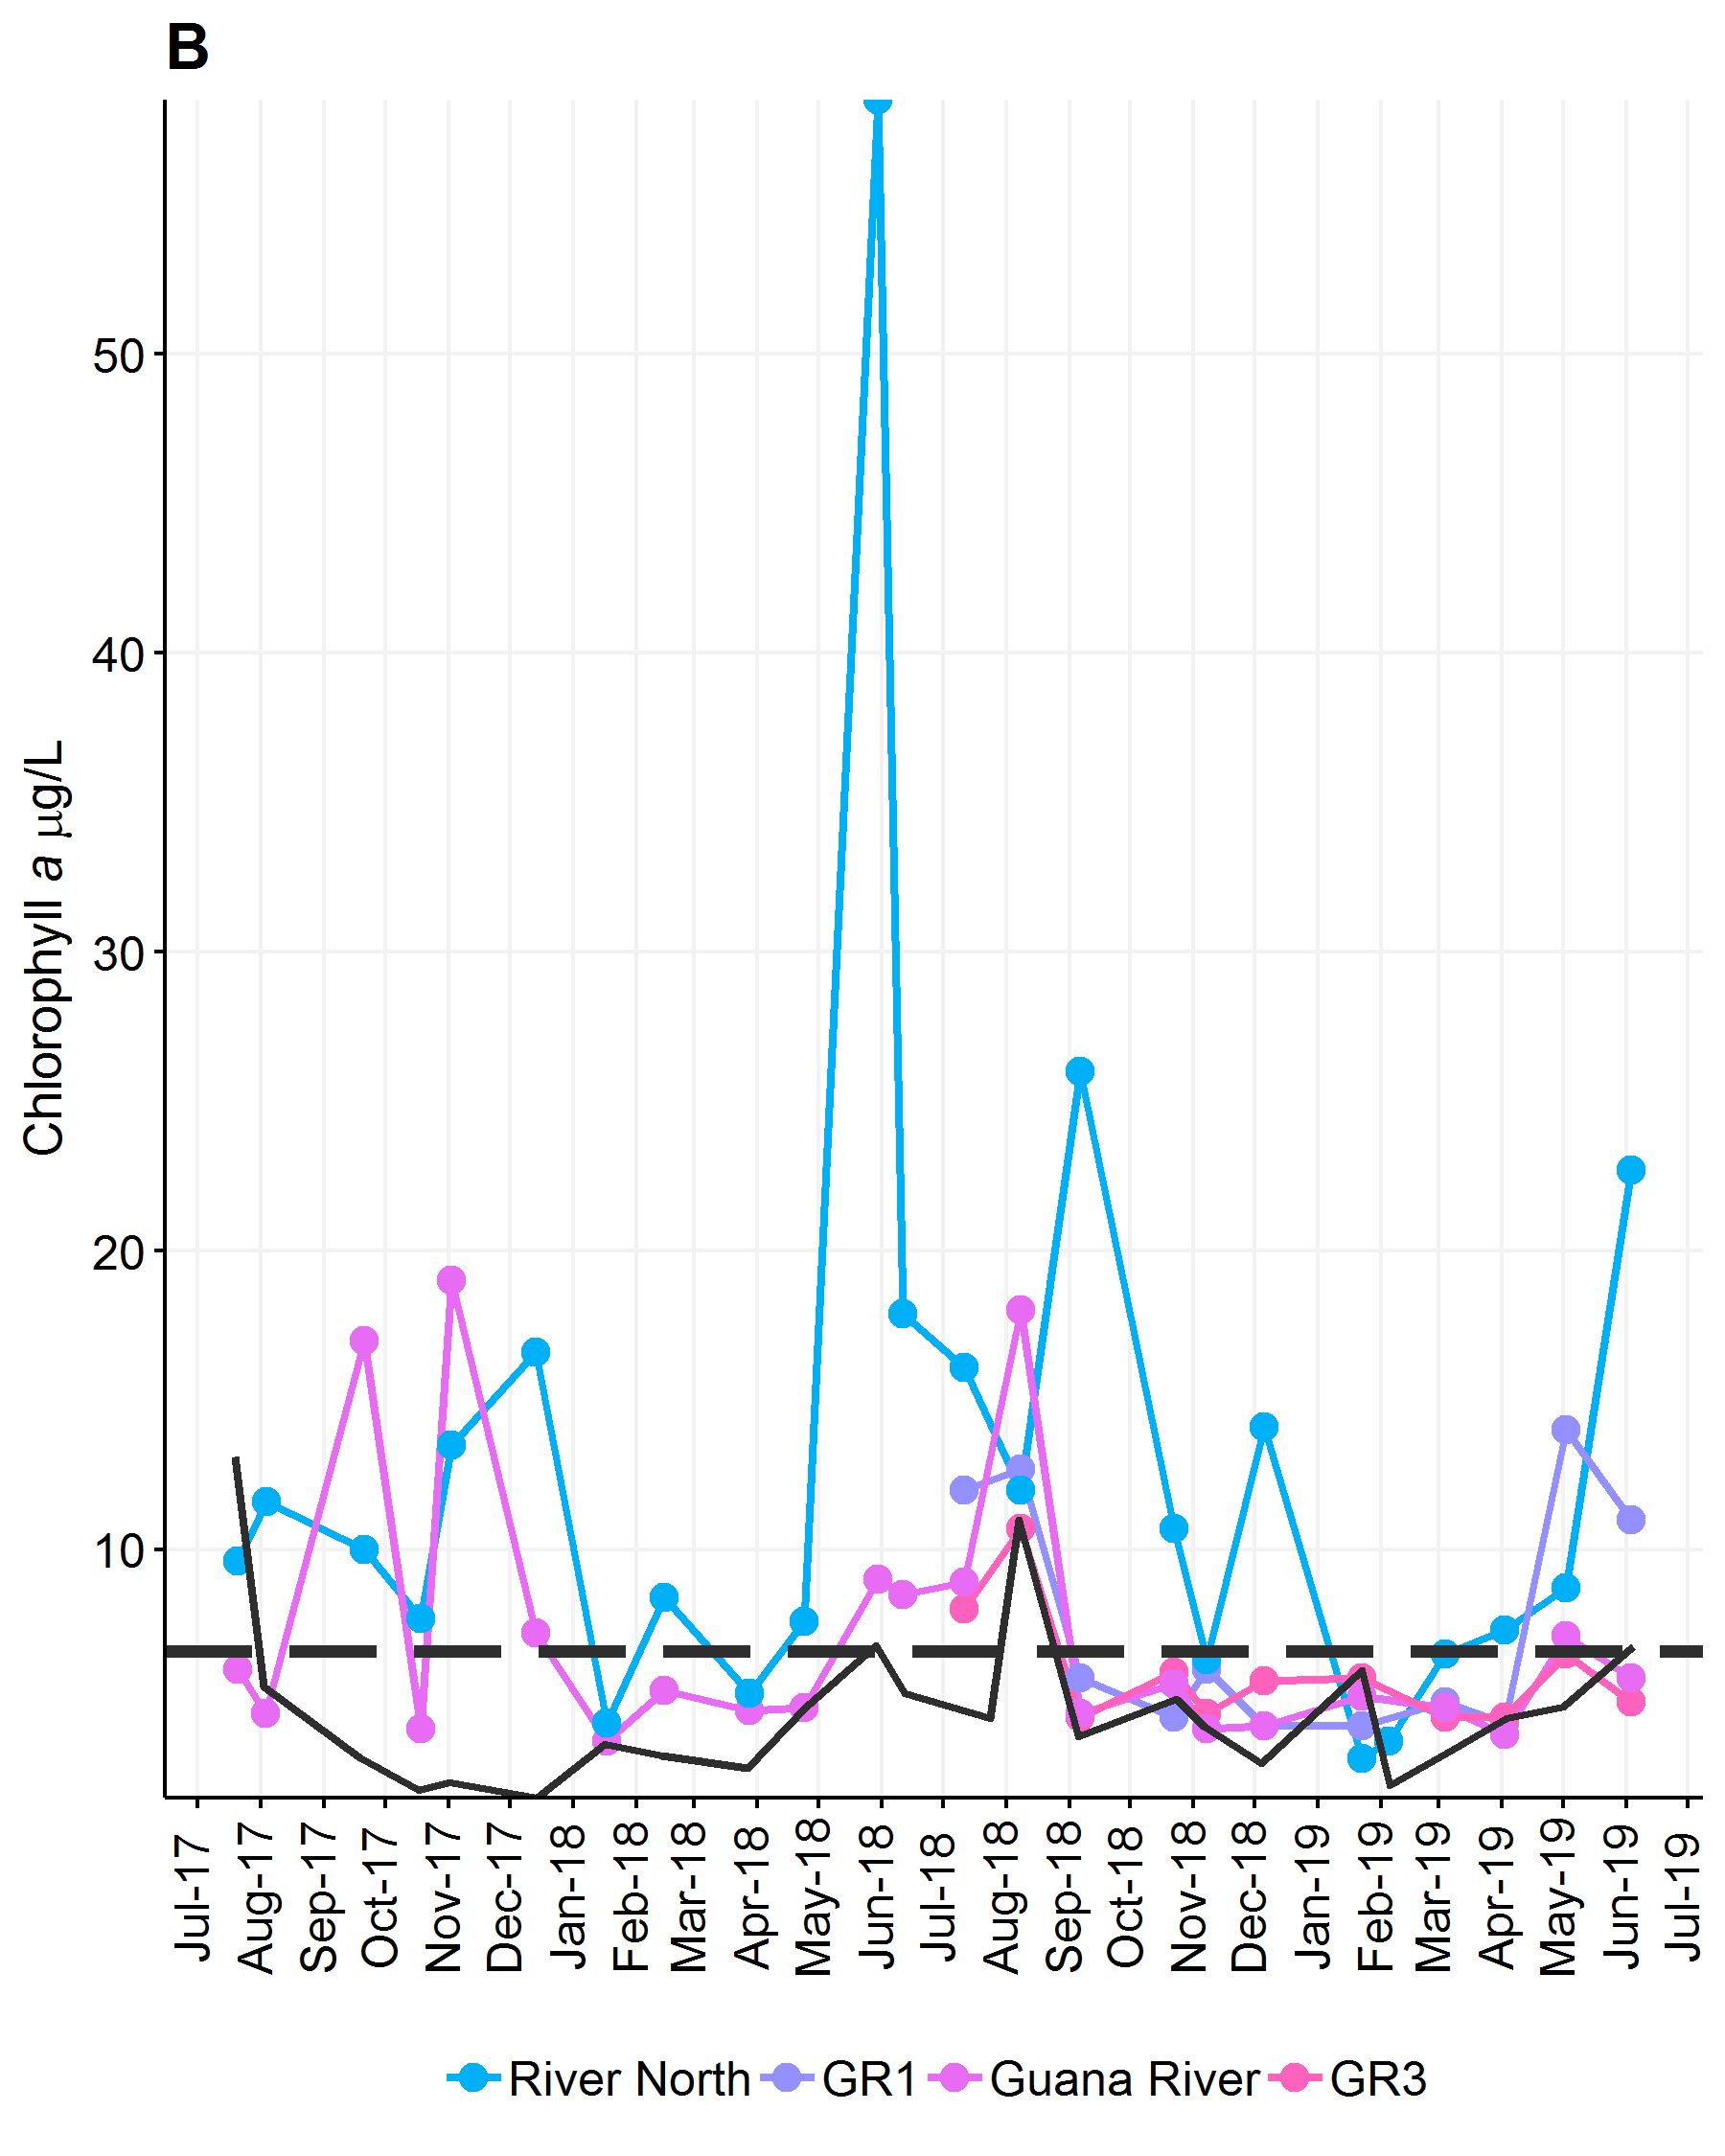 B
Chlorophyll a μg/L
50
40
30
20
10
Jul-17
Aug-17
Sep-17
Oct-17
Nov-17
Dec-17
Jan-18
Feb-18
Mar-18
Apr-18
May-18
Jun-18
Jul-18
Aug-18
Sep-18
Oct-18
Nov-18
Dec-18
Jan-19
Feb-19
Mar-19
Apr-19
May-19
Jun-19
Jul-19
River North GR1 Guana River GR3